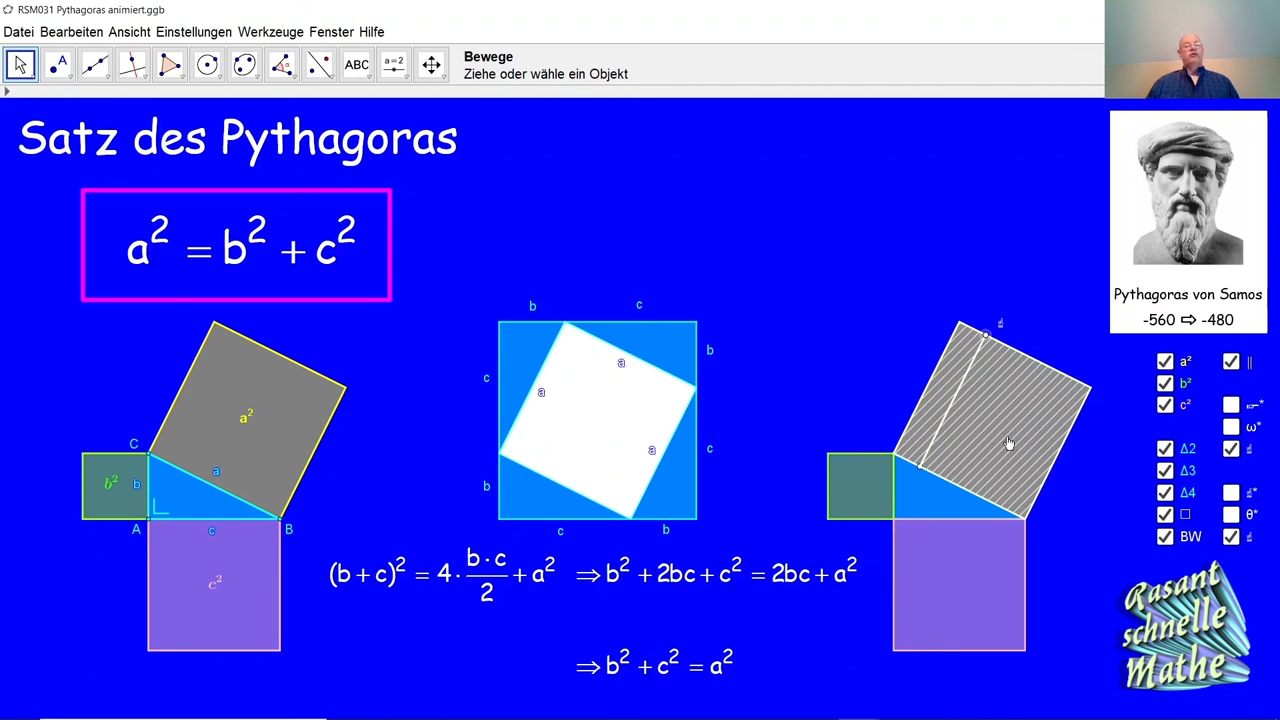 RSM031 Pythagoras animiert.ggb
Datei Bearbeiten Ansicht Einstellungen Werkzeuge Fenster Hilfe
A
ABC
a=2
Bewege
Ziehe oder wähle ein Objekt
Satz des Pythagoras
a² = b² + c²
Pythagoras von Samos
-560 ⇨ -480
a² ||
b²
c²
ω*
Δ2
Δ3
Δ4
□ θ*
BW
b c
a²
c a a b
C
b² b a
a c
b
A c B
c b
c²
(b+c)² = 4·b·c/2 + a² ⇒ b² + 2bc + c² = 2bc + a²
⇒ b² + c² = a²
Rasant
schnelle
Mathe